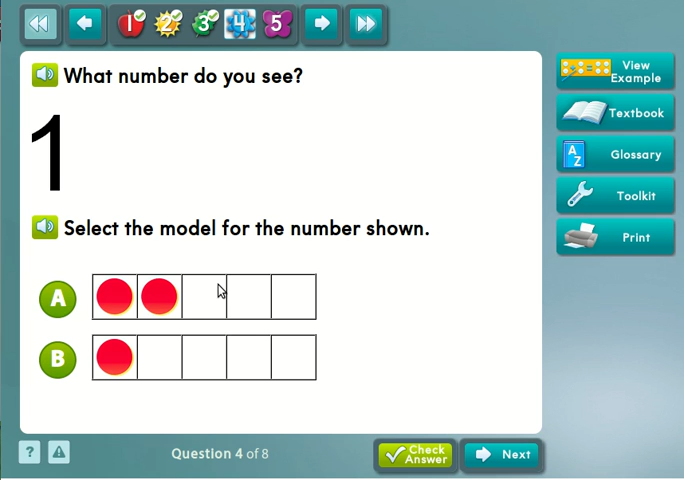 1 2 3 4 5
What number do you see?
1
Select the model for the number shown.
A
B
View
Example
A
Z
Textbook
Glossary
Toolkit
Print
?
Question 4 of 8
Check
Answer
Next